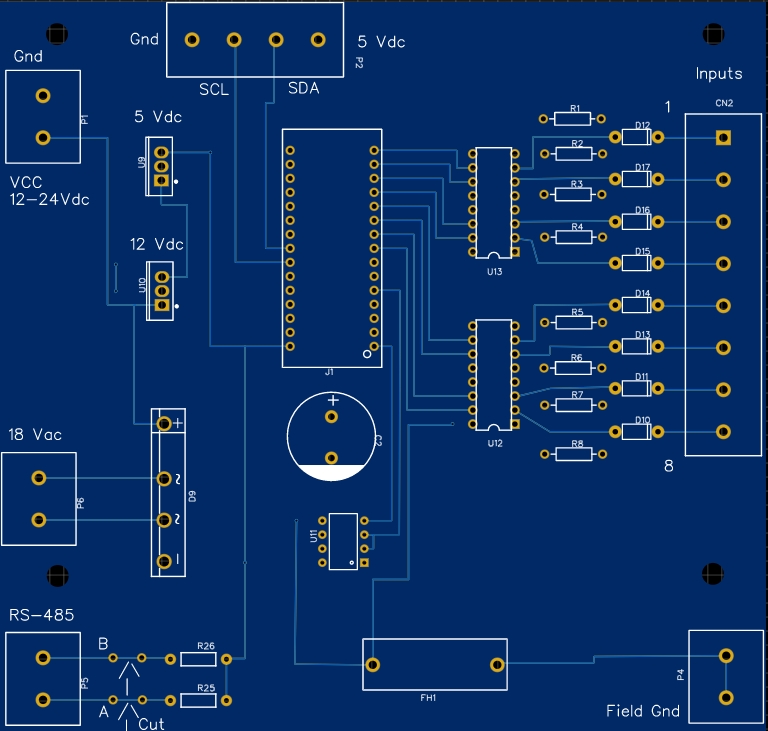 Gnd
5 Vdc
P2
SCL
SDA
Gnd
P1
VCC
12-24Vdc
5 Vdc
U9
12 Vdc
U10
J1
C2
U13
U12
U11
R1
R2
R3
R4
R5
R6
R7
R8
D12
D17
D16
D15
D14
D13
D11
D10
Inputs
CN2
1
8
18 Vac
P6
+
~
~
−
D9
+
RS-485
B
A
P5
Cut
R26
R25
FH1
P4
Field Gnd